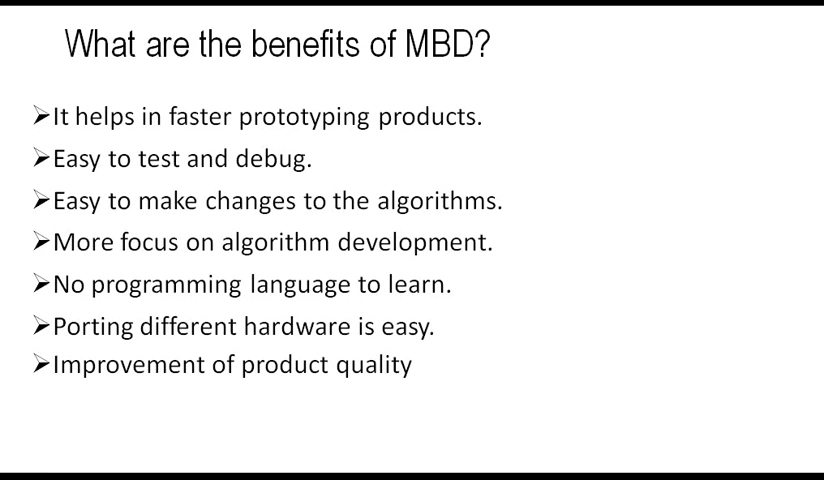 What are the benefits of MBD?
➢It helps in faster prototyping products.
➢Easy to test and debug.
➢Easy to make changes to the algorithms.
➢More focus on algorithm development.
➢No programming language to learn.
➢Porting different hardware is easy.
➢Improvement of product quality